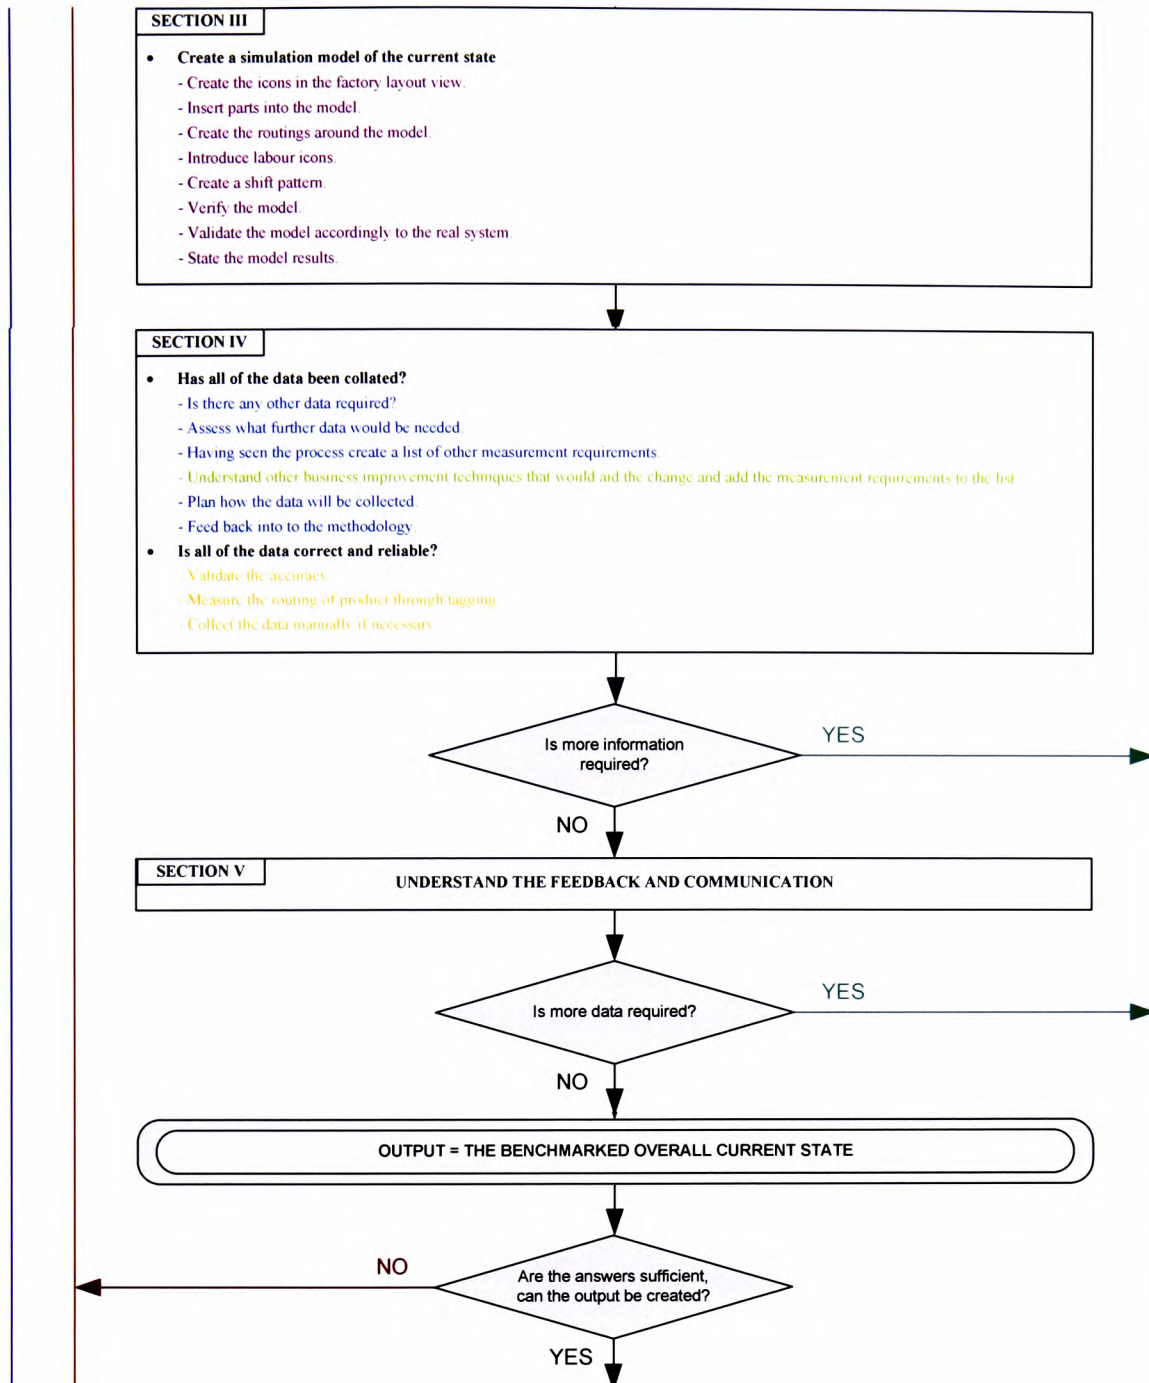 SECTION III
• Create a simulation model of the current state
- Create the icons in the factory layout view.
- Insert parts into the model.
- Create the routings around the model.
- Introduce labour icons.
- Create a shift pattern.
- Verify the model.
- Validate the model accordingly to the real system.
- State the model results.
SECTION IV
• Has all of the data been collated?
- Is there any other data required?
- Assess what further data would be needed.
- Having seen the process create a list of other measurement requirements.
- Understand other business improvement techniques that would aid the change and add the measurement requirements to the list
- Plan how the data will be collected.
- Feed back into to the methodology.
• Is all of the data correct and reliable?
- Validate the accuracy
- Measure the routing of product through tagging
- Collect the data manually if necessary
Is more information
required?
YES
NO
SECTION V
UNDERSTAND THE FEEDBACK AND COMMUNICATION
Is more data required?
YES
NO
OUTPUT = THE BENCHMARKED OVERALL CURRENT STATE
NO
Are the answers sufficient,
can the output be created?
YES